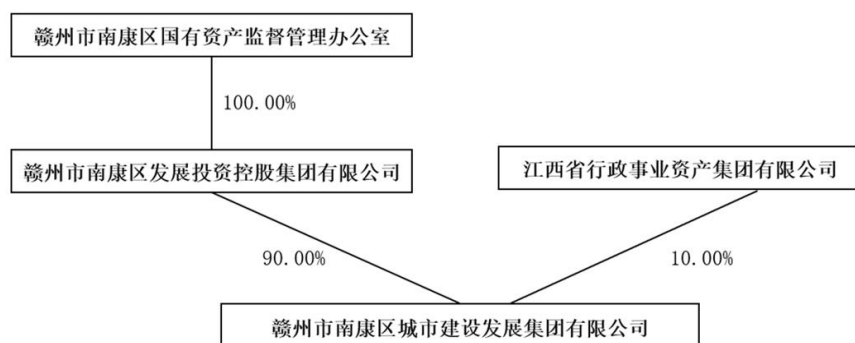 赣州市南康区国有资产监督管理办公室
100.00%
赣州市南康区发展投资控股集团有限公司
江西省行政事业资产集团有限公司
90.00%
10.00%
赣州市南康区城市建设发展集团有限公司